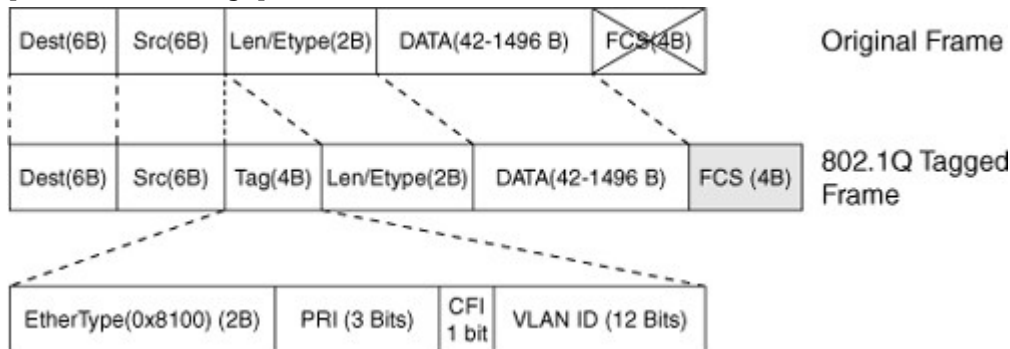 Dest(6B) Src(6B) Len/Etype(2B) DATA(42-1496 B) FCS(4B) Original Frame
Dest(6B) Src(6B) Tag(4B) Len/Etype(2B) DATA(42-1496 B) FCS (4B) 802.1Q Tagged
Frame
EtherType(0x8100) (2B) PRI (3 Bits) CFI VLAN ID (12 Bits)
1 bit